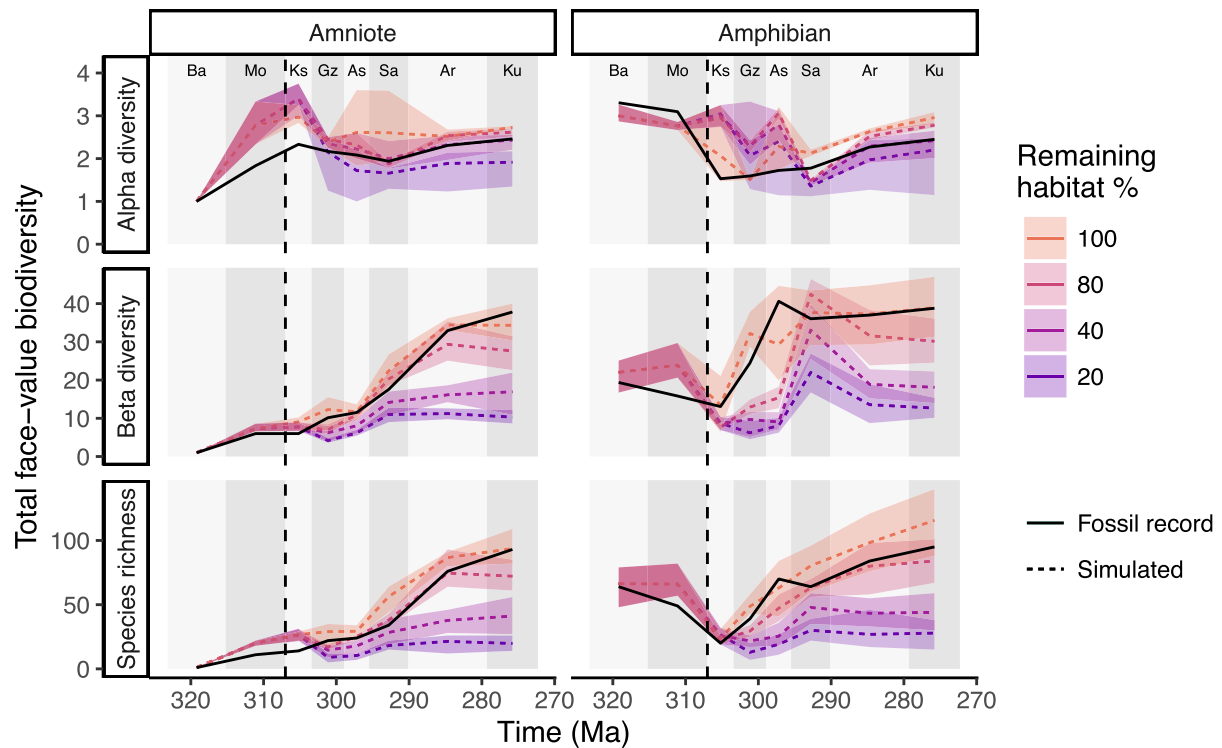 Amniote
Amphibian
Ba Mo Ks Gz As Sa Ar Ku
Ba Mo Ks Gz As Sa Ar Ku
Total face−value biodiversity
Alpha diversity
4
3
2
1
0
Beta diversity
40
30
20
10
0
Species richness
100
50
0
320 310 300 290 280 270
320 310 300 290 280 270
Time (Ma)
Remaining
habitat %
100
80
40
20
Fossil record
Simulated